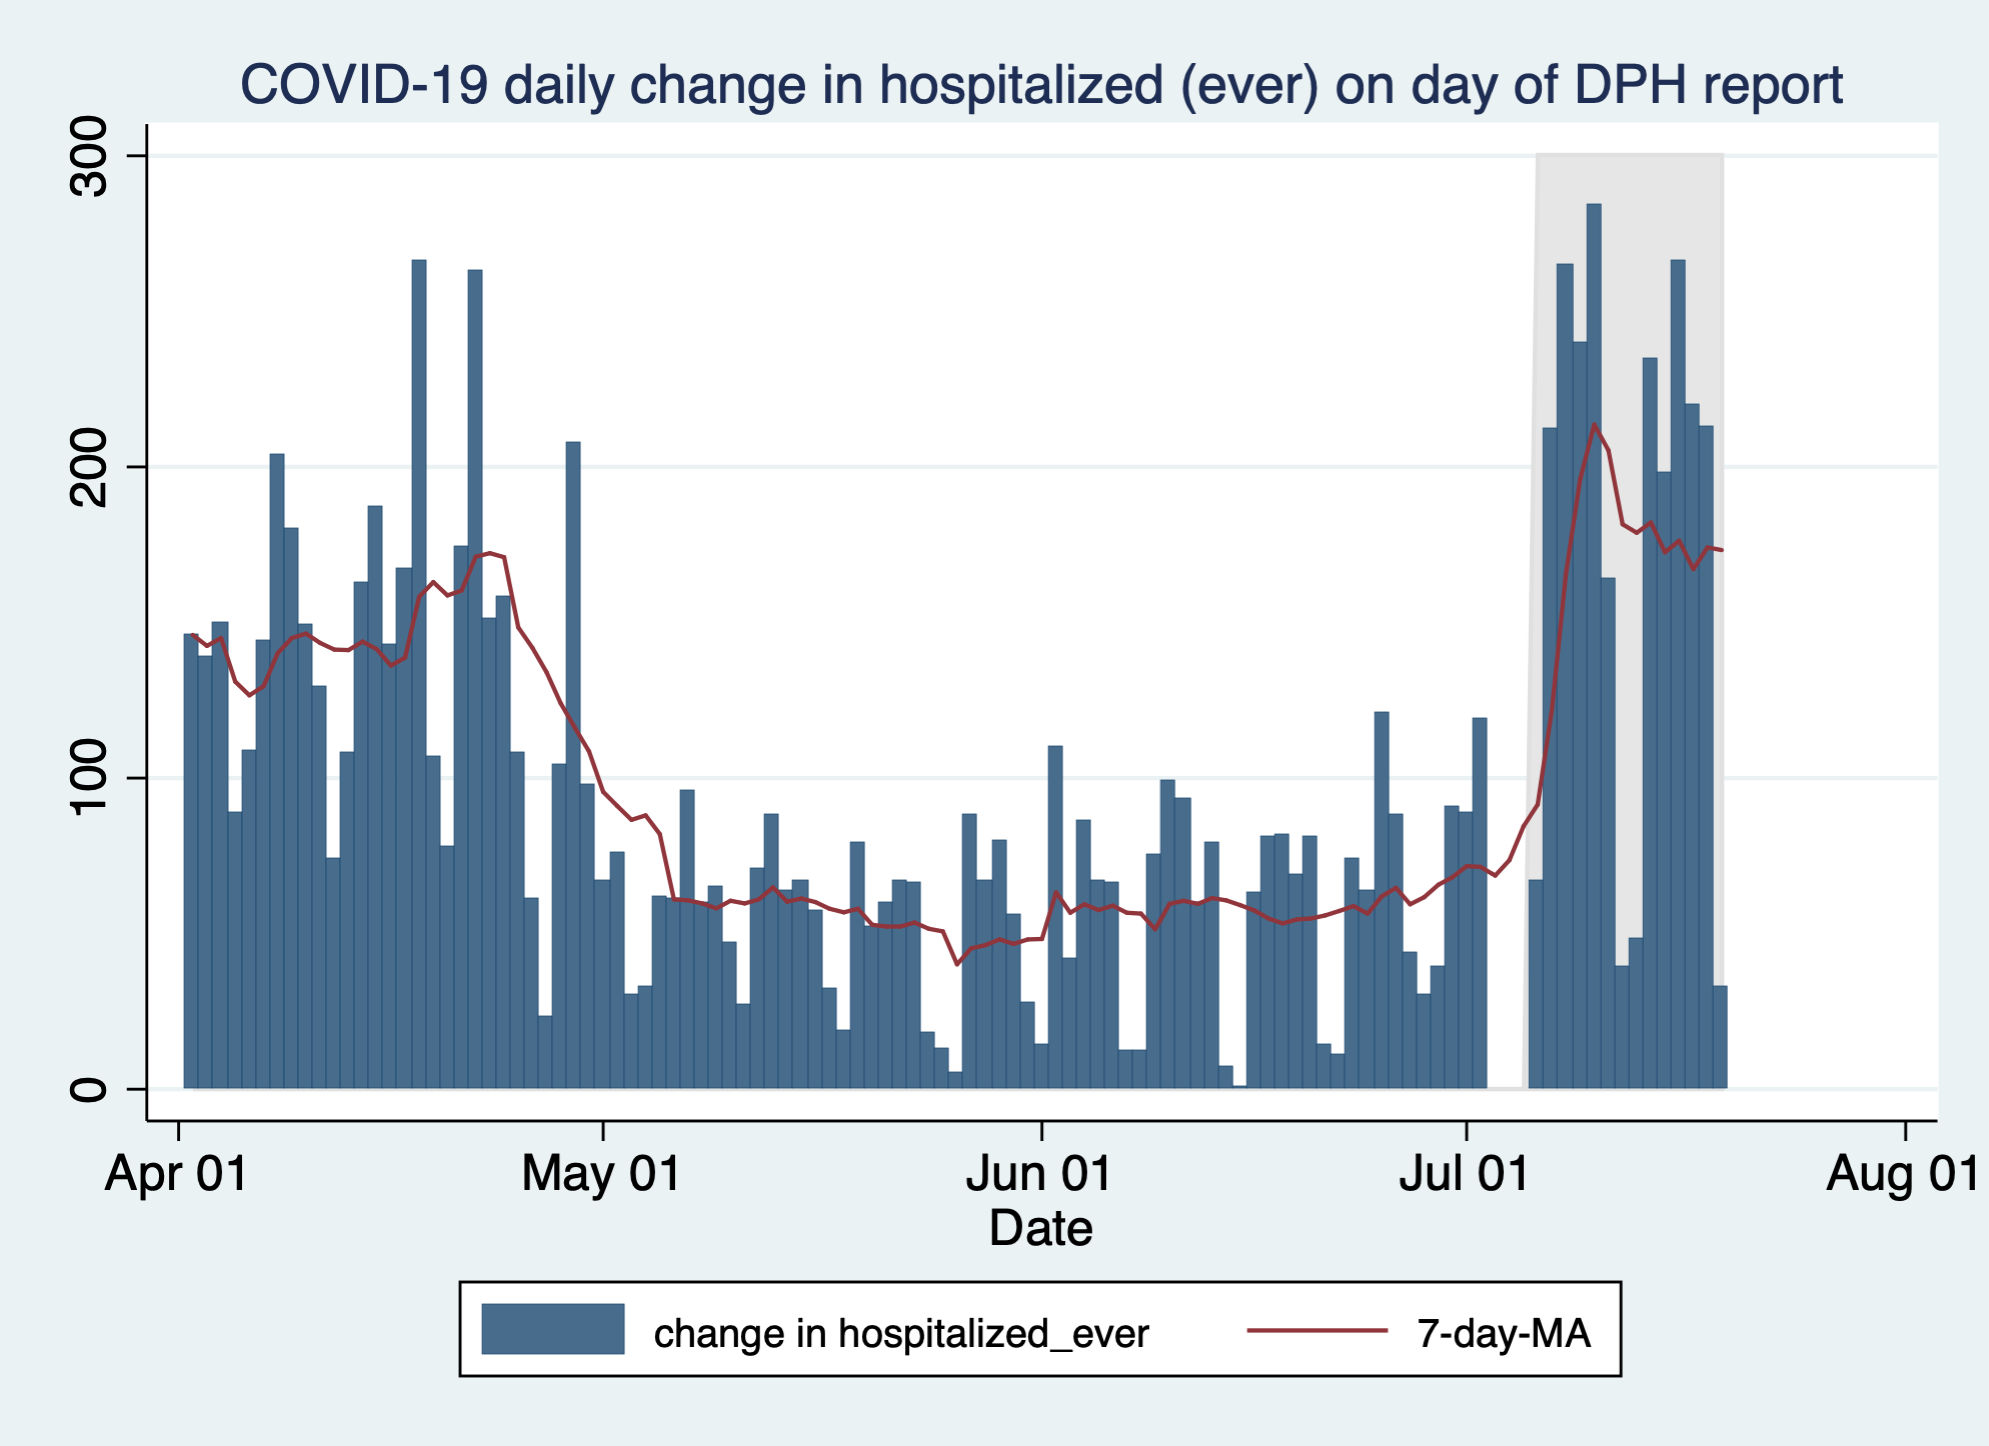 COVID-19 daily change in hospitalized (ever) on day of DPH report
300
200
100
0
Apr 01 May 01 Jun 01 Jul 01 Aug 01
Date
change in hospitalized_ever 7-day-MA